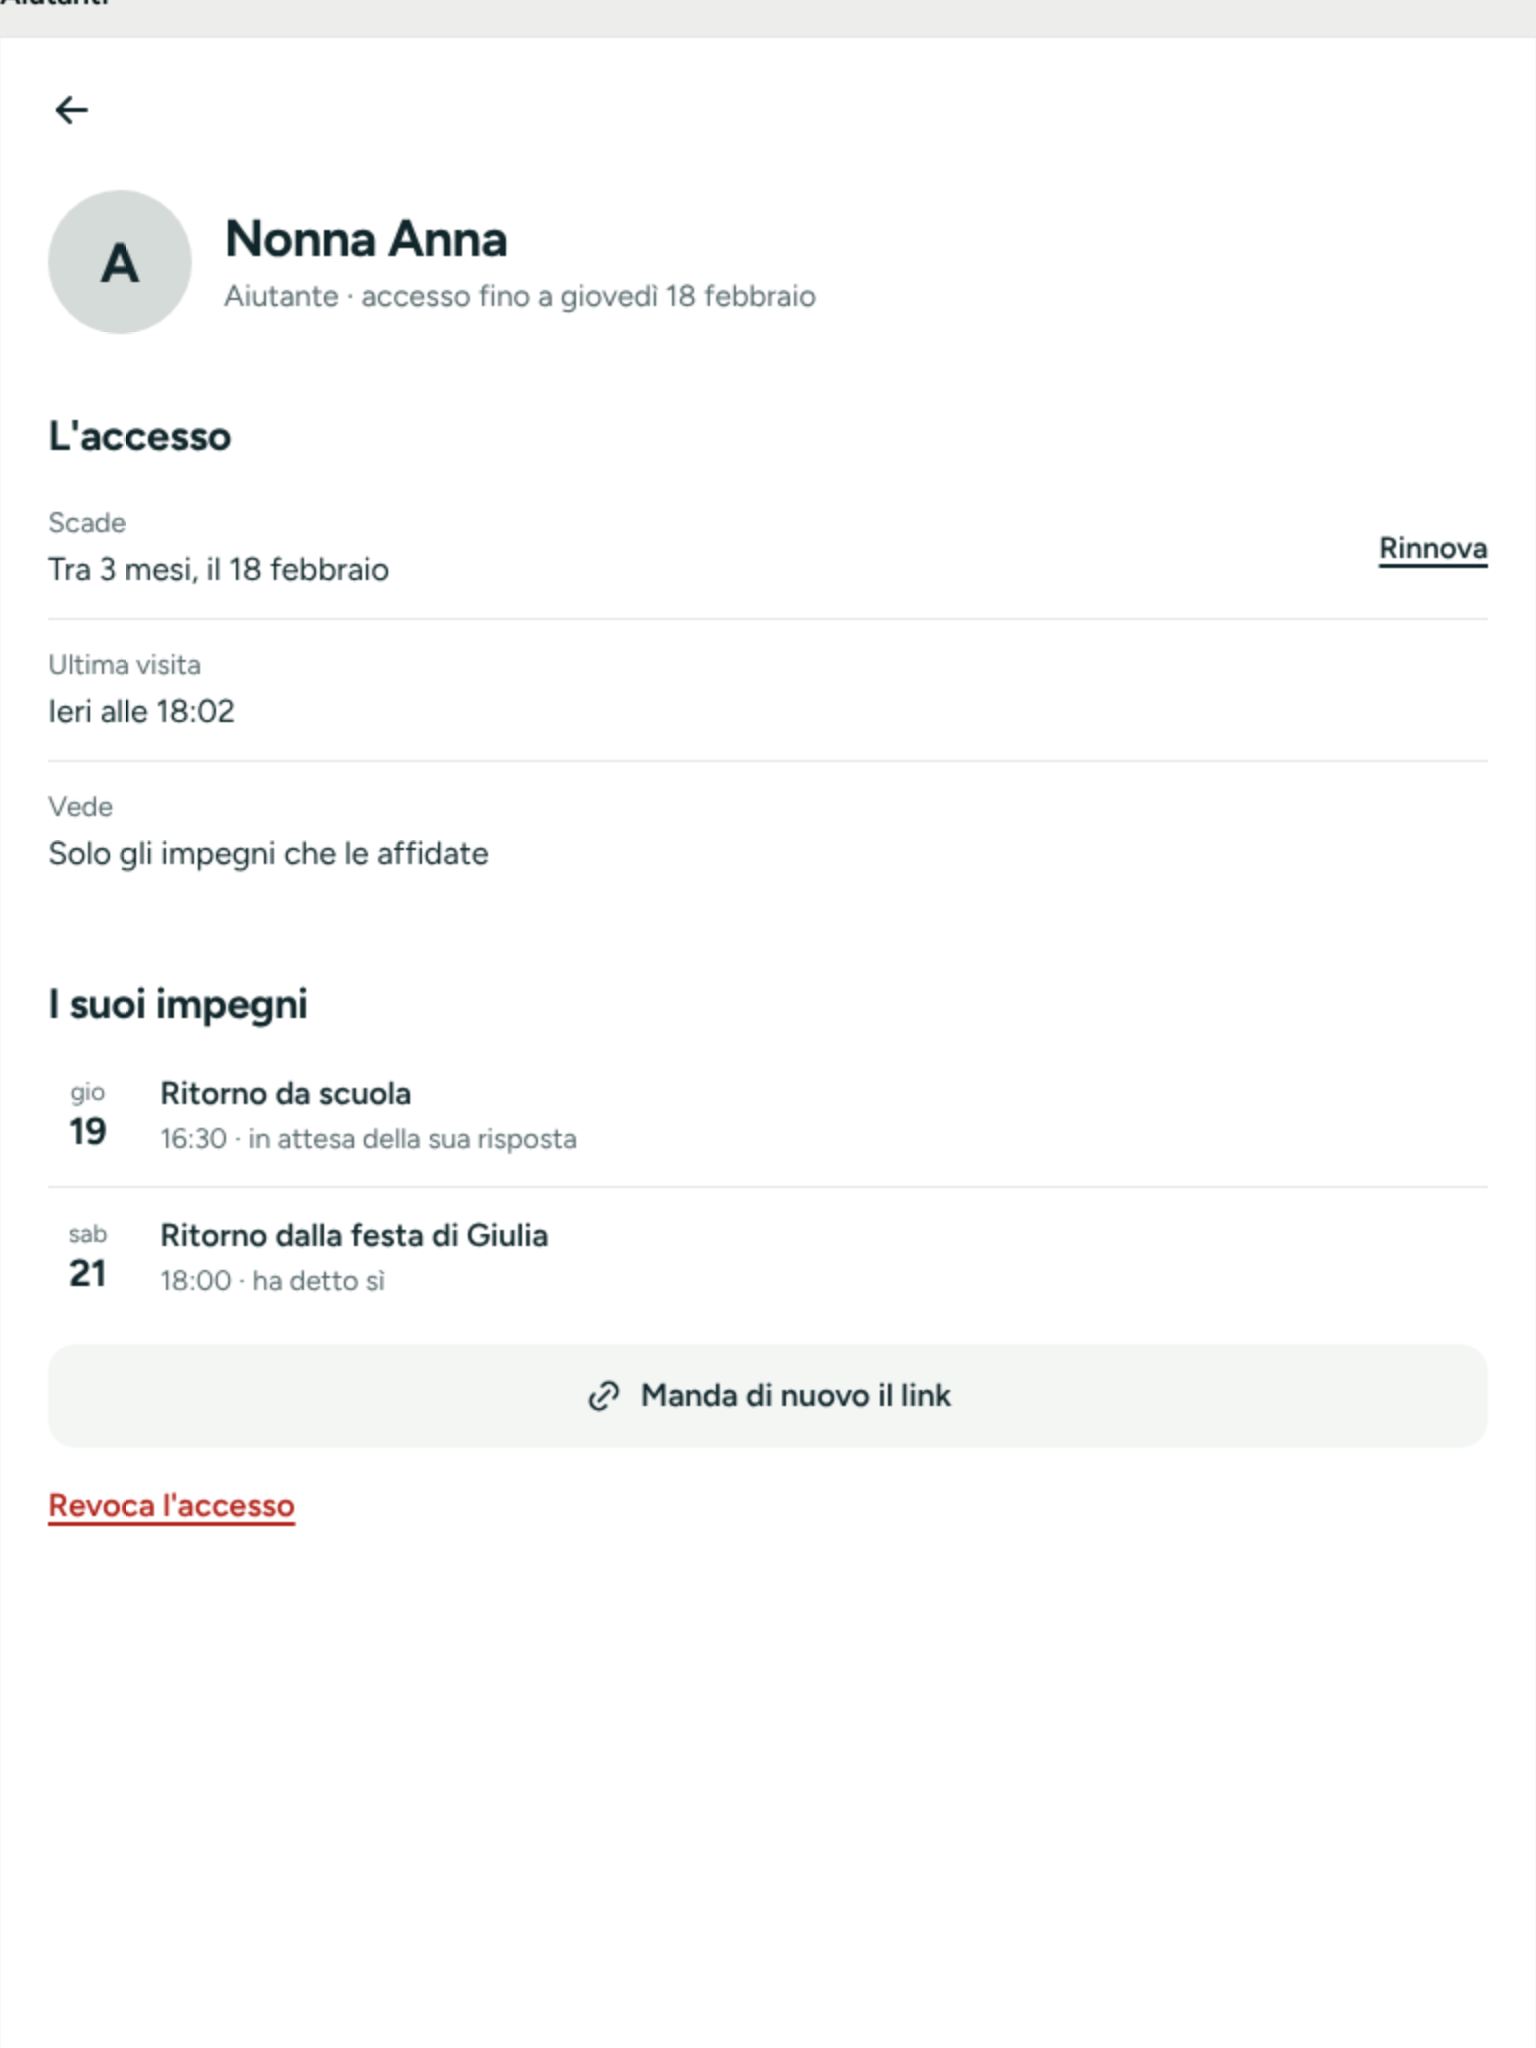 Nonna Anna
A
Aiutante · accesso fino a giovedì 18 febbraio
L'accesso
Scade
Tra 3 mesi, il 18 febbraio
Rinnova
Ultima visita
Ieri alle 18:02
Vede
Solo gli impegni che le affidate
I suoi impegni
gio
19
Ritorno da scuola
16:30 · in attesa della sua risposta
sab
21
Ritorno dalla festa di Giulia
18:00 · ha detto sì
Manda di nuovo il link
Revoca l'accesso